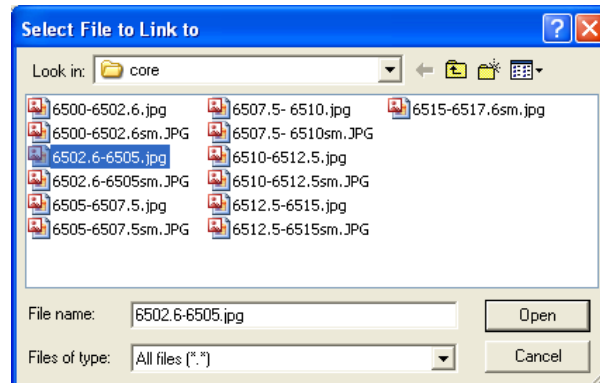 Select File to Link to
Look in: core
6500-6502.6.jpg
6500-6502.6sm.JPG
6502.6-6505.jpg
6502.6-6505sm.JPG
6505-6507.5.jpg
6505-6507.5sm.JPG
6507.5- 6510.jpg
6507.5- 6510sm.JPG
6510-6512.5.jpg
6510-6512.5sm.JPG
6512.5-6515.jpg
6512.5-6515sm.JPG
6515-6517.6sm.jpg
File name: 6502.6-6505.jpg
Open
Files of type: All files (*.*)
Cancel